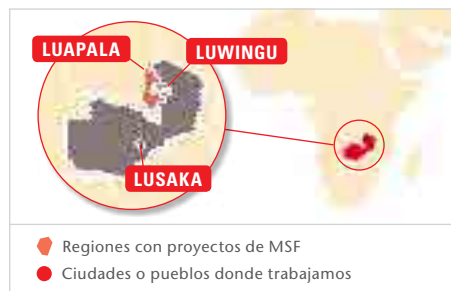 LUAPALA
LUWINGU
LUSAKA
Regiones con proyectos de MSF
Ciudades o pueblos donde trabajamos